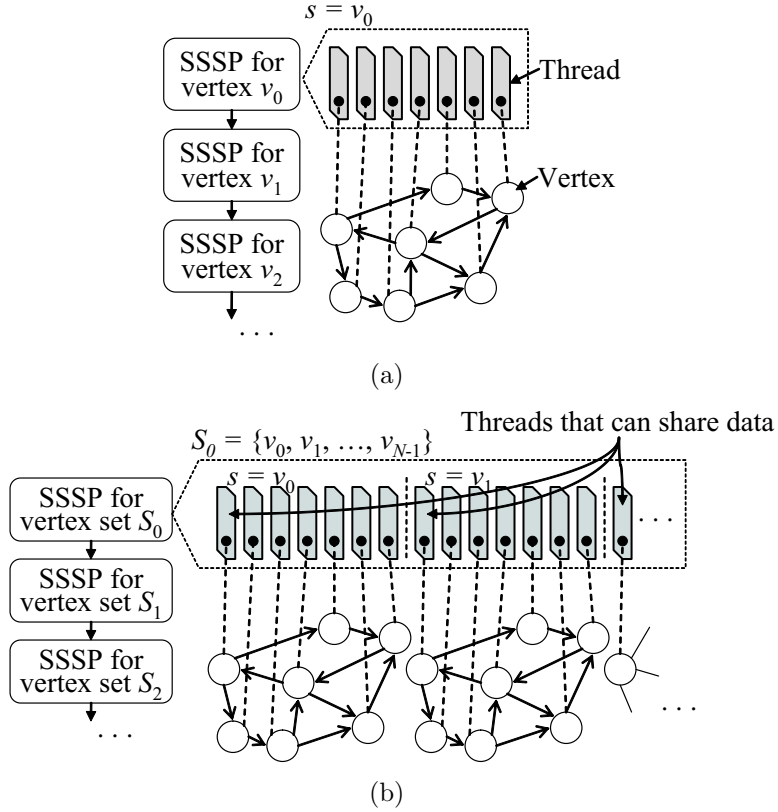 s = v0
SSSP for
vertex v0
Thread
SSSP for
vertex v1
Vertex
SSSP for
vertex v2
. . .
(a)
Threads that can share data
S0 = {v0, v1, …, vN-1}
s = v0
s = v1
SSSP for
vertex set S0
. . .
SSSP for
vertex set S1
SSSP for
vertex set S2
. . .
. . .
(b)